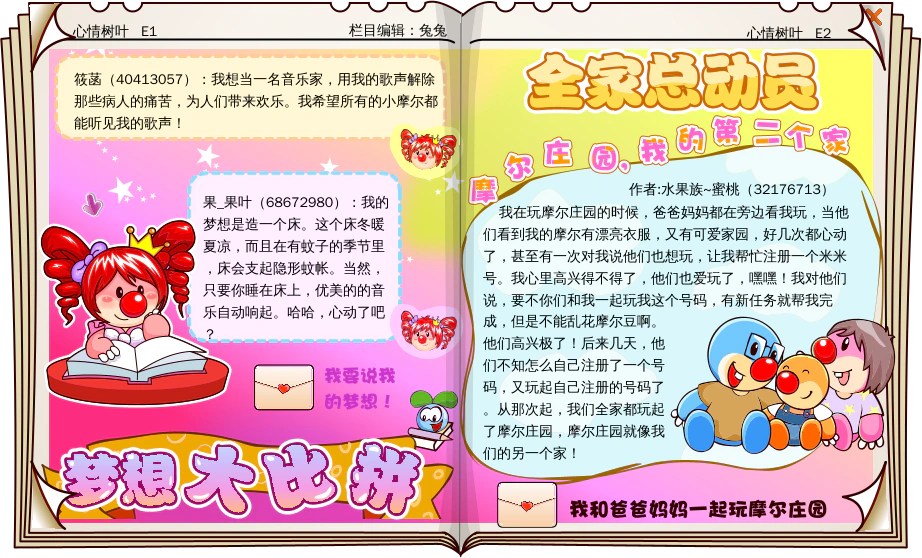 心情树叶 E1
栏目编辑：兔兔
筱菡（40413057）：我想当一名音乐家，用我的歌声解除
那些病人的痛苦，为人们带来欢乐。我希望所有的小摩尔都
能听见我的歌声！
果_果叶（68672980）：我的
梦想是造一个床。这个床冬暖
夏凉，而且在有蚊子的季节里
，床会支起隐形蚊帐。当然，
只要你睡在床上，优美的的音
乐自动响起。哈哈，心动了吧
？
我要说我
的梦想！
梦想大比拼
心情树叶 E2
全家总动员
摩尔庄园，我的第二个家
作者:水果族~蜜桃（32176713）
我在玩摩尔庄园的时候，爸爸妈妈都在旁边看我玩，当他
们看到我的摩尔有漂亮衣服，又有可爱家园，好几次都心动
了，甚至有一次对我说他们也想玩，让我帮忙注册一个米米
号。我心里高兴得不得了，他们也爱玩了，嘿嘿！我对他们
说，要不你们和我一起玩我这个号码，有新任务就帮我完
成，但是不能乱花摩尔豆啊。
他们高兴极了！后来几天，他
们不知怎么自己注册了一个号
码，又玩起自己注册的号码了
。从那次起，我们全家都玩起
了摩尔庄园，摩尔庄园就像我
们的另一个家！
我和爸爸妈妈一起玩摩尔庄园